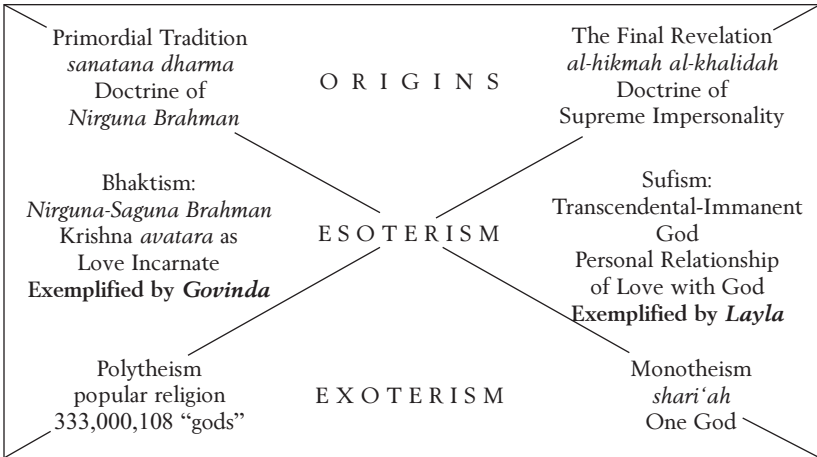 Primordial Tradition
sanatana dharma
Doctrine of
Nirguna Brahman
ORIGINS
The Final Revelation
al-hikmah al-khalidah
Doctrine of
Supreme Impersonality
Bhaktism:
Nirguna-Saguna Brahman
Krishna avatara as
Love Incarnate
Exemplified by Govinda
ESOTERISM
Sufism:
Transcendental-Immanent
God
Personal Relationship
of Love with God
Exemplified by Layla
Polytheism
popular religion
333,000,108 “gods”
EXOTERISM
Monotheism
shari‘ah
One God